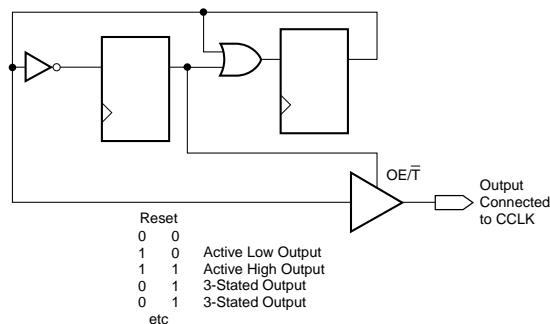 OE/T̅
Output
Connected
to CCLK
Reset
0 0
1 0 Active Low Output
1 1 Active High Output
0 1 3-Stated Output
0 1 3-Stated Output
etc